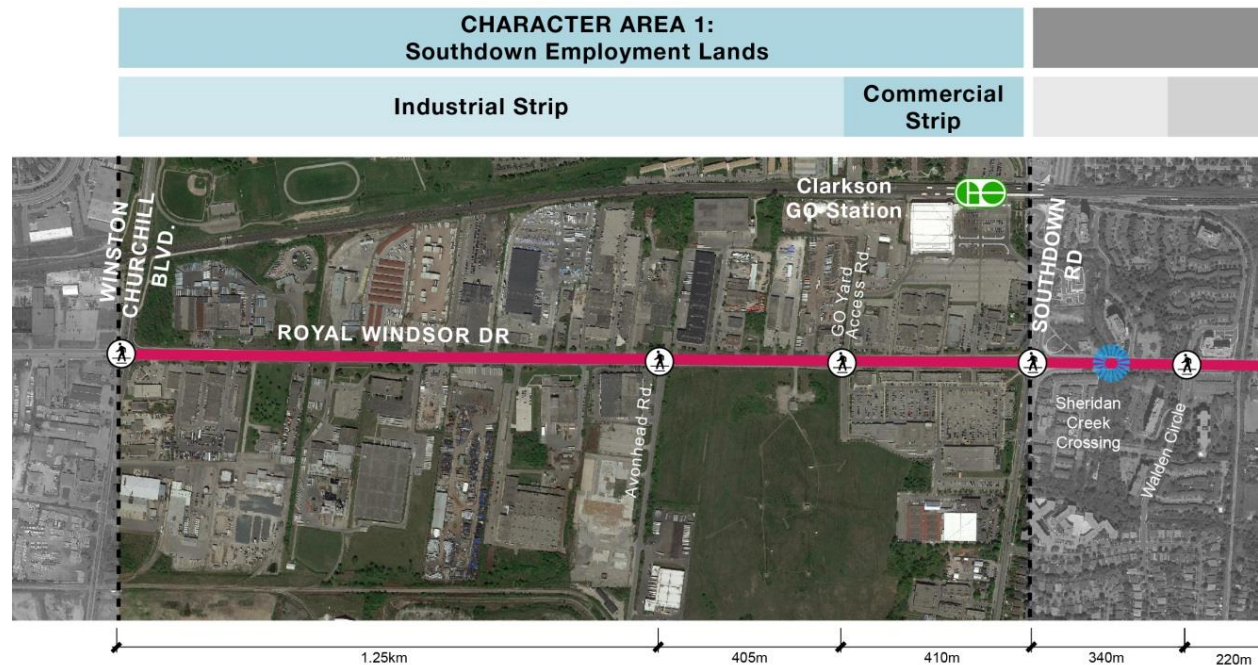 CHARACTER AREA 1:
Southdown Employment Lands
Industrial Strip
Commercial
Strip
WINSTON
CHURCHILL
BLVD.
ROYAL WINDSOR DR
Avonhead Rd.
Clarkson
GO Station
GO
GO Yard
Access Rd.
SOUTHDOWN
RD
Sheridan
Creek
Crossing
Walden Circle
1.25km
405m
410m
340m
220m